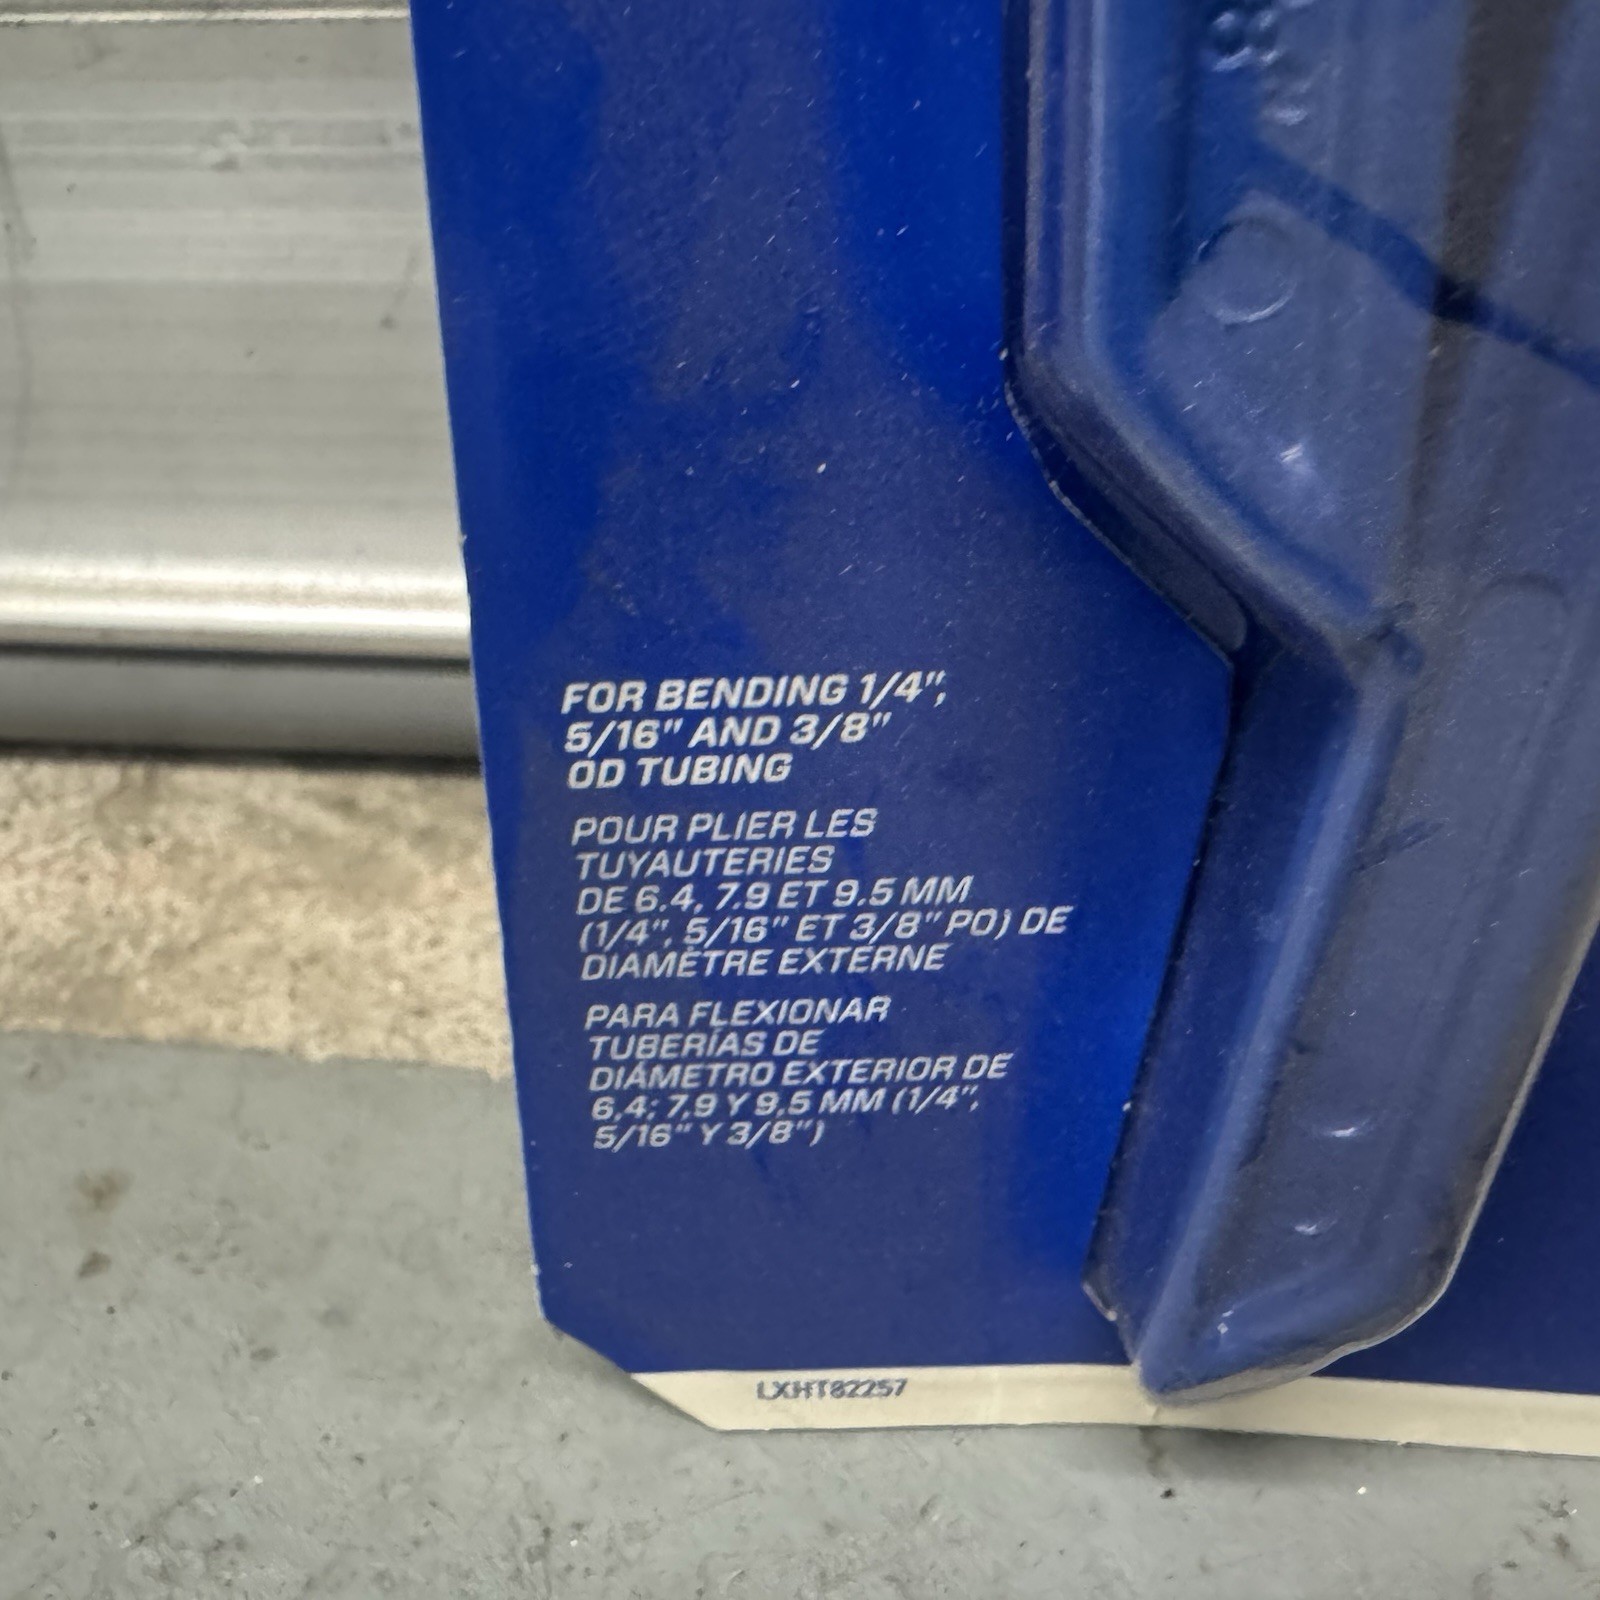 FOR BENDING 1/4",
5/16" AND 3/8"
OD TUBING
POUR PLIER LES
TUYAUTERIES
DE 6.4, 7.9 ET 9.5 MM
(1/4", 5/16" ET 3/8" PO) DE
DIAMÈTRE EXTERNE
PARA FLEXIONAR
TUBERÍAS DE
DIÁMETRO EXTERIOR DE
6,4; 7,9 Y 9,5 MM (1/4",
5/16" Y 3/8")
LXHT82257